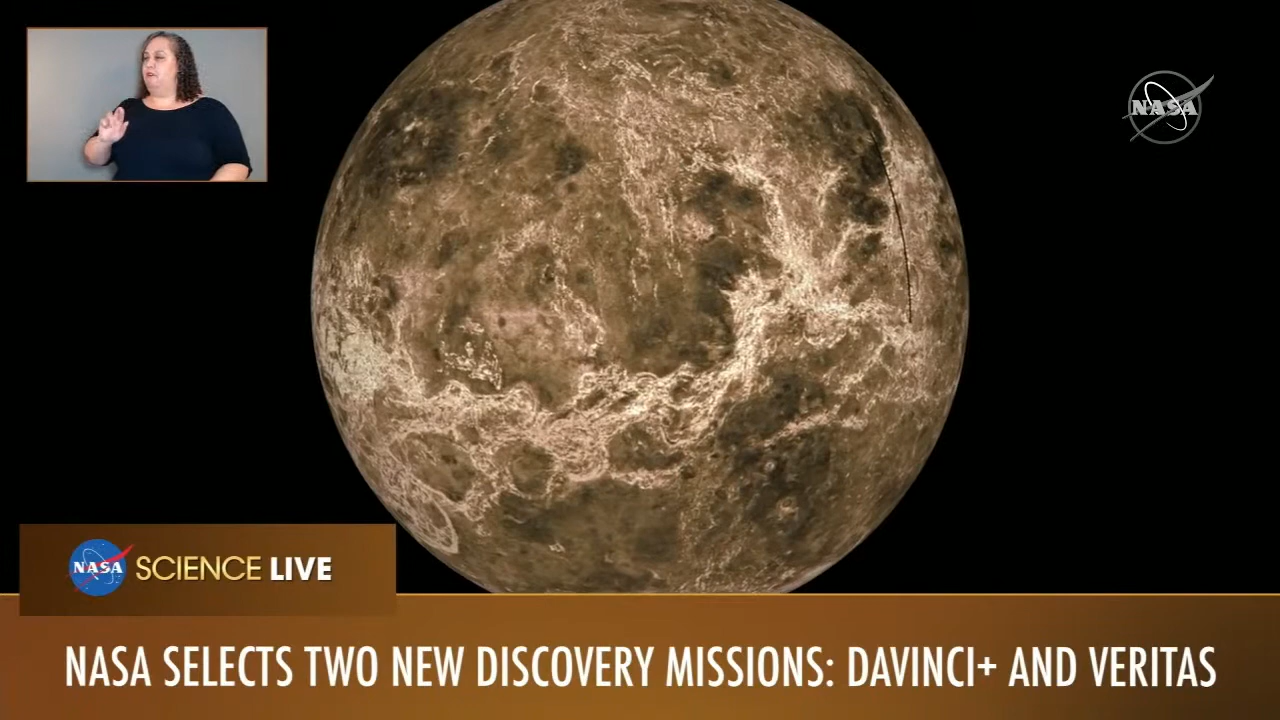 NASA
NASA SCIENCE LIVE
NASA SELECTS TWO NEW DISCOVERY MISSIONS: DAVINCI+ AND VERITAS